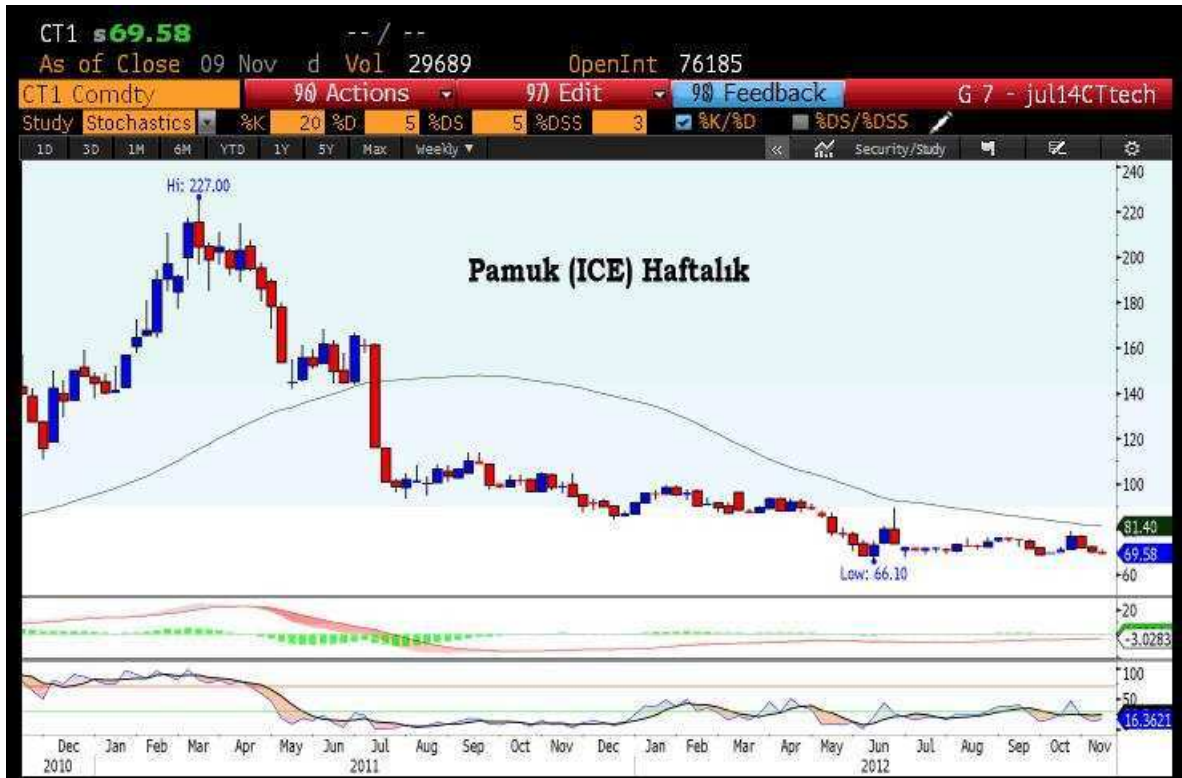 CT1 s69.58 -- / --
As of Close 09 Nov d Vol 29689 OpenInt 76185
CT1 Comdty 96) Actions 97) Edit 98) Feedback G 7 - jul14CTtech
Study Stochastics %K 20 %D 5 %DS 5 %DSS 3 %K/%D %DS/%DSS
1D 3D 1M 6M YTD 1Y 5Y Max Weekly ▼ « Security/Study
Hi: 227.00
Pamuk (ICE) Haftalık
Low: 66.10
240
220
200
180
160
140
120
100
81.40
69.58
60
20
-3.0283
100
50
16.3621
Dec Jan Feb Mar Apr May Jun Jul Aug Sep Oct Nov Dec Jan Feb Mar Apr May Jun Jul Aug Sep Oct Nov
2010 2011 2012